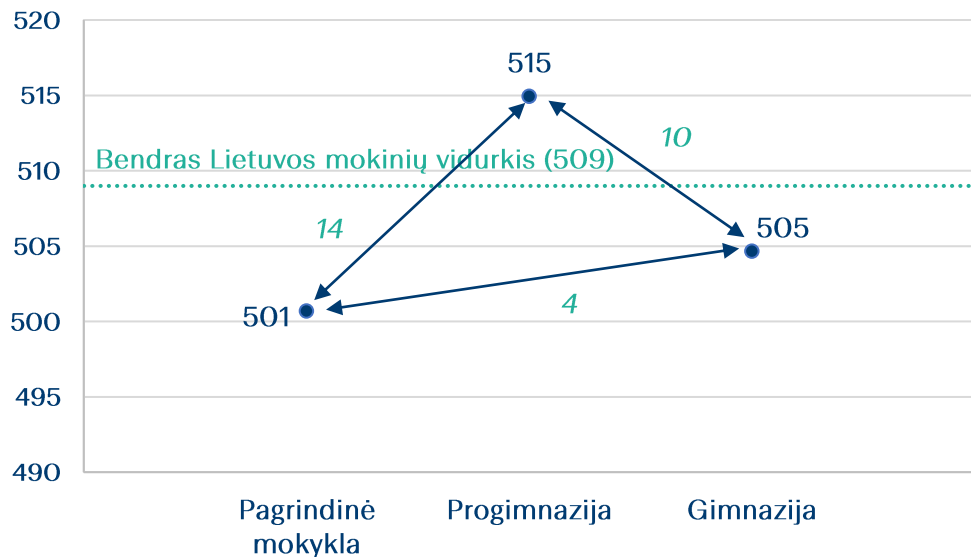 520
515
510
505
500
495
490
515
10
Bendras Lietuvos mokinių vidurkis (509)
14
505
501
4
Pagrindinė
mokykla
Progimnazija
Gimnazija